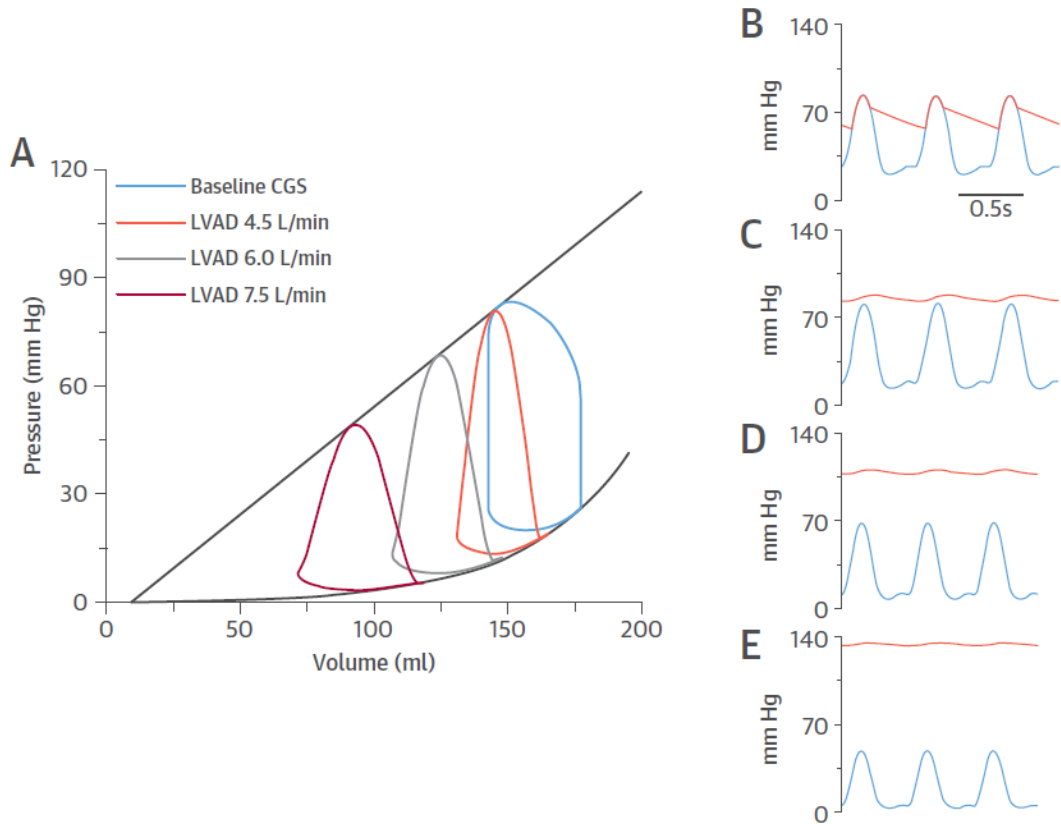 A
120
90
60
30
0
Pressure (mm Hg)
Baseline CGS
LVAD 4.5 L/min
LVAD 6.0 L/min
LVAD 7.5 L/min
0
50
100
150
200
Volume (ml)
B
140
70
0
mm Hg
0.5s
C
140
70
0
mm Hg
D
140
70
0
mm Hg
E
140
70
0
mm Hg